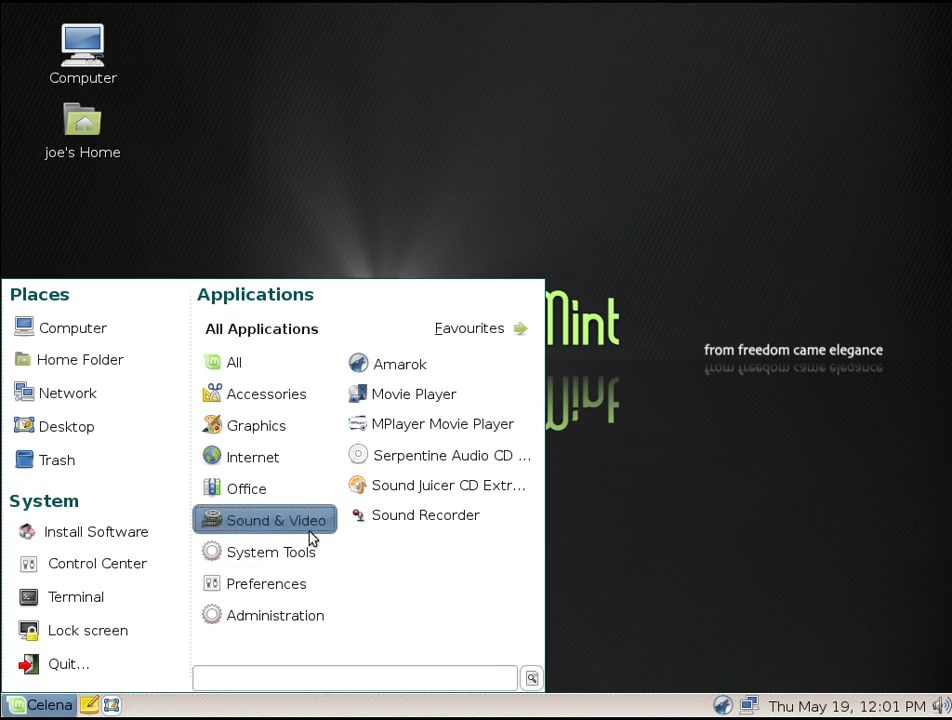 Computer
joe's Home
Places
Computer
Home Folder
Network
Desktop
Trash
System
Install Software
Control Center
Terminal
Lock screen
Quit...
Applications
All Applications
Favourites
All
Accessories
Graphics
Internet
Office
Sound & Video
System Tools
Preferences
Administration
Amarok
Movie Player
MPlayer Movie Player
Serpentine Audio CD ...
Sound Juicer CD Extr...
Sound Recorder
Mint
from freedom came elegance
Celena
Thu May 19, 12:01 PM